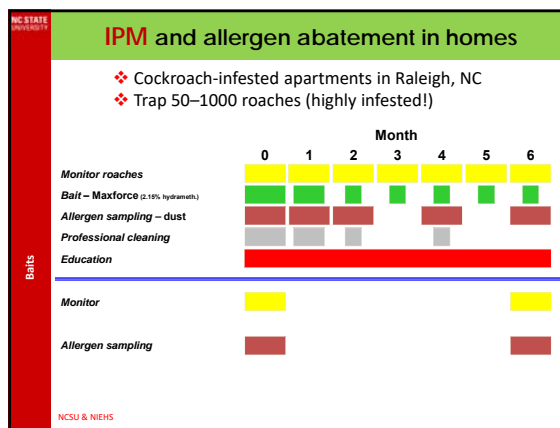 NC STATE
UNIVERSITY
IPM and allergen abatement in homes
❖ Cockroach-infested apartments in Raleigh, NC
❖ Trap 50–1000 roaches (highly infested!)
Month
0 1 2 3 4 5 6
Monitor roaches
Bait – Maxforce (2.15% hydrameth.)
Allergen sampling – dust
Professional cleaning
Education
Baits
Monitor
Allergen sampling
NCSU & NIEHS